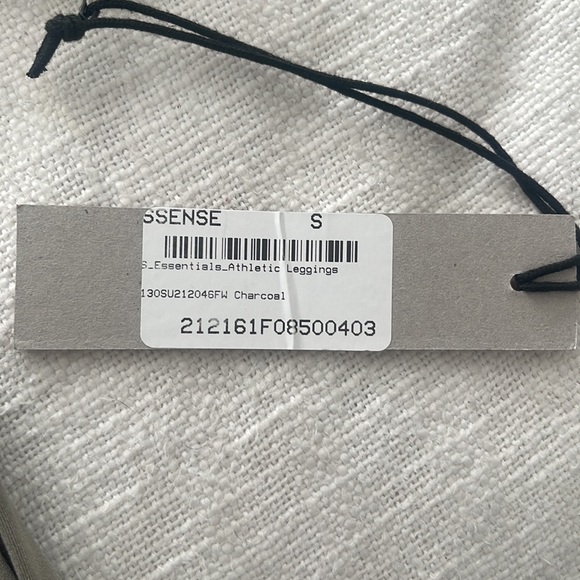 SSENSE S
S_Essentials_Athletic Leggings
130SU212046FW Charcoal
212161F08500403